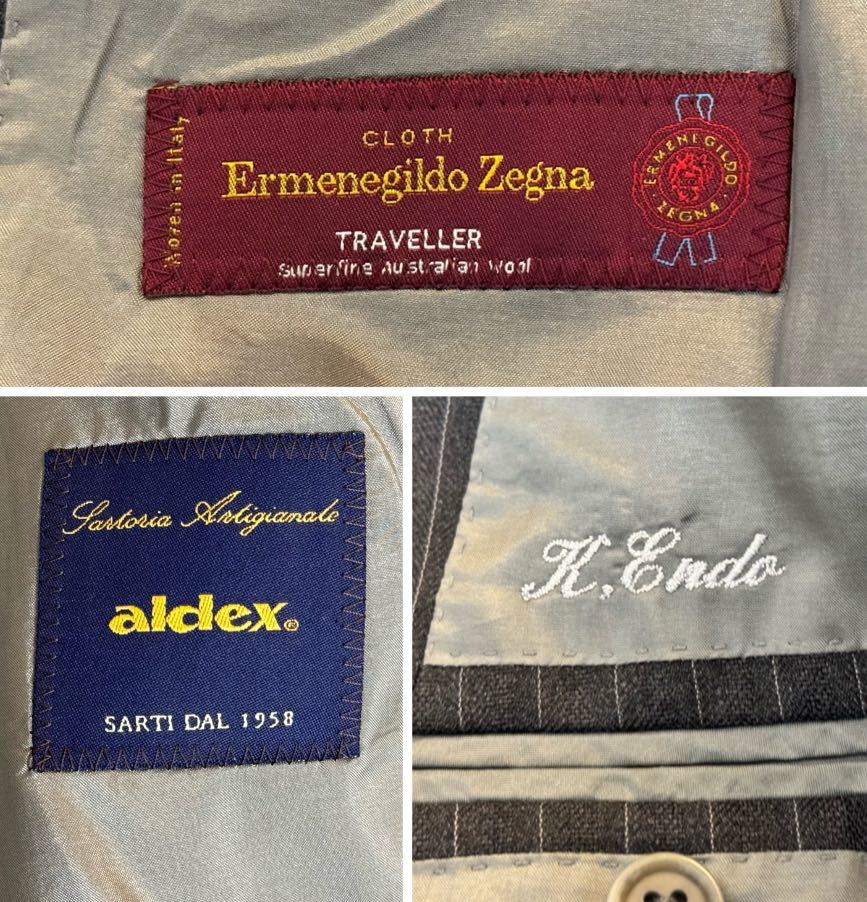 Woven in Italy
CLOTH
Ermenegildo Zegna
TRAVELLER
Superfine Australian Wool
ERMENEGILDO
ZEGNA
Sartoria Artigianale
aldex®
SARTI DAL 1958
K. Endo